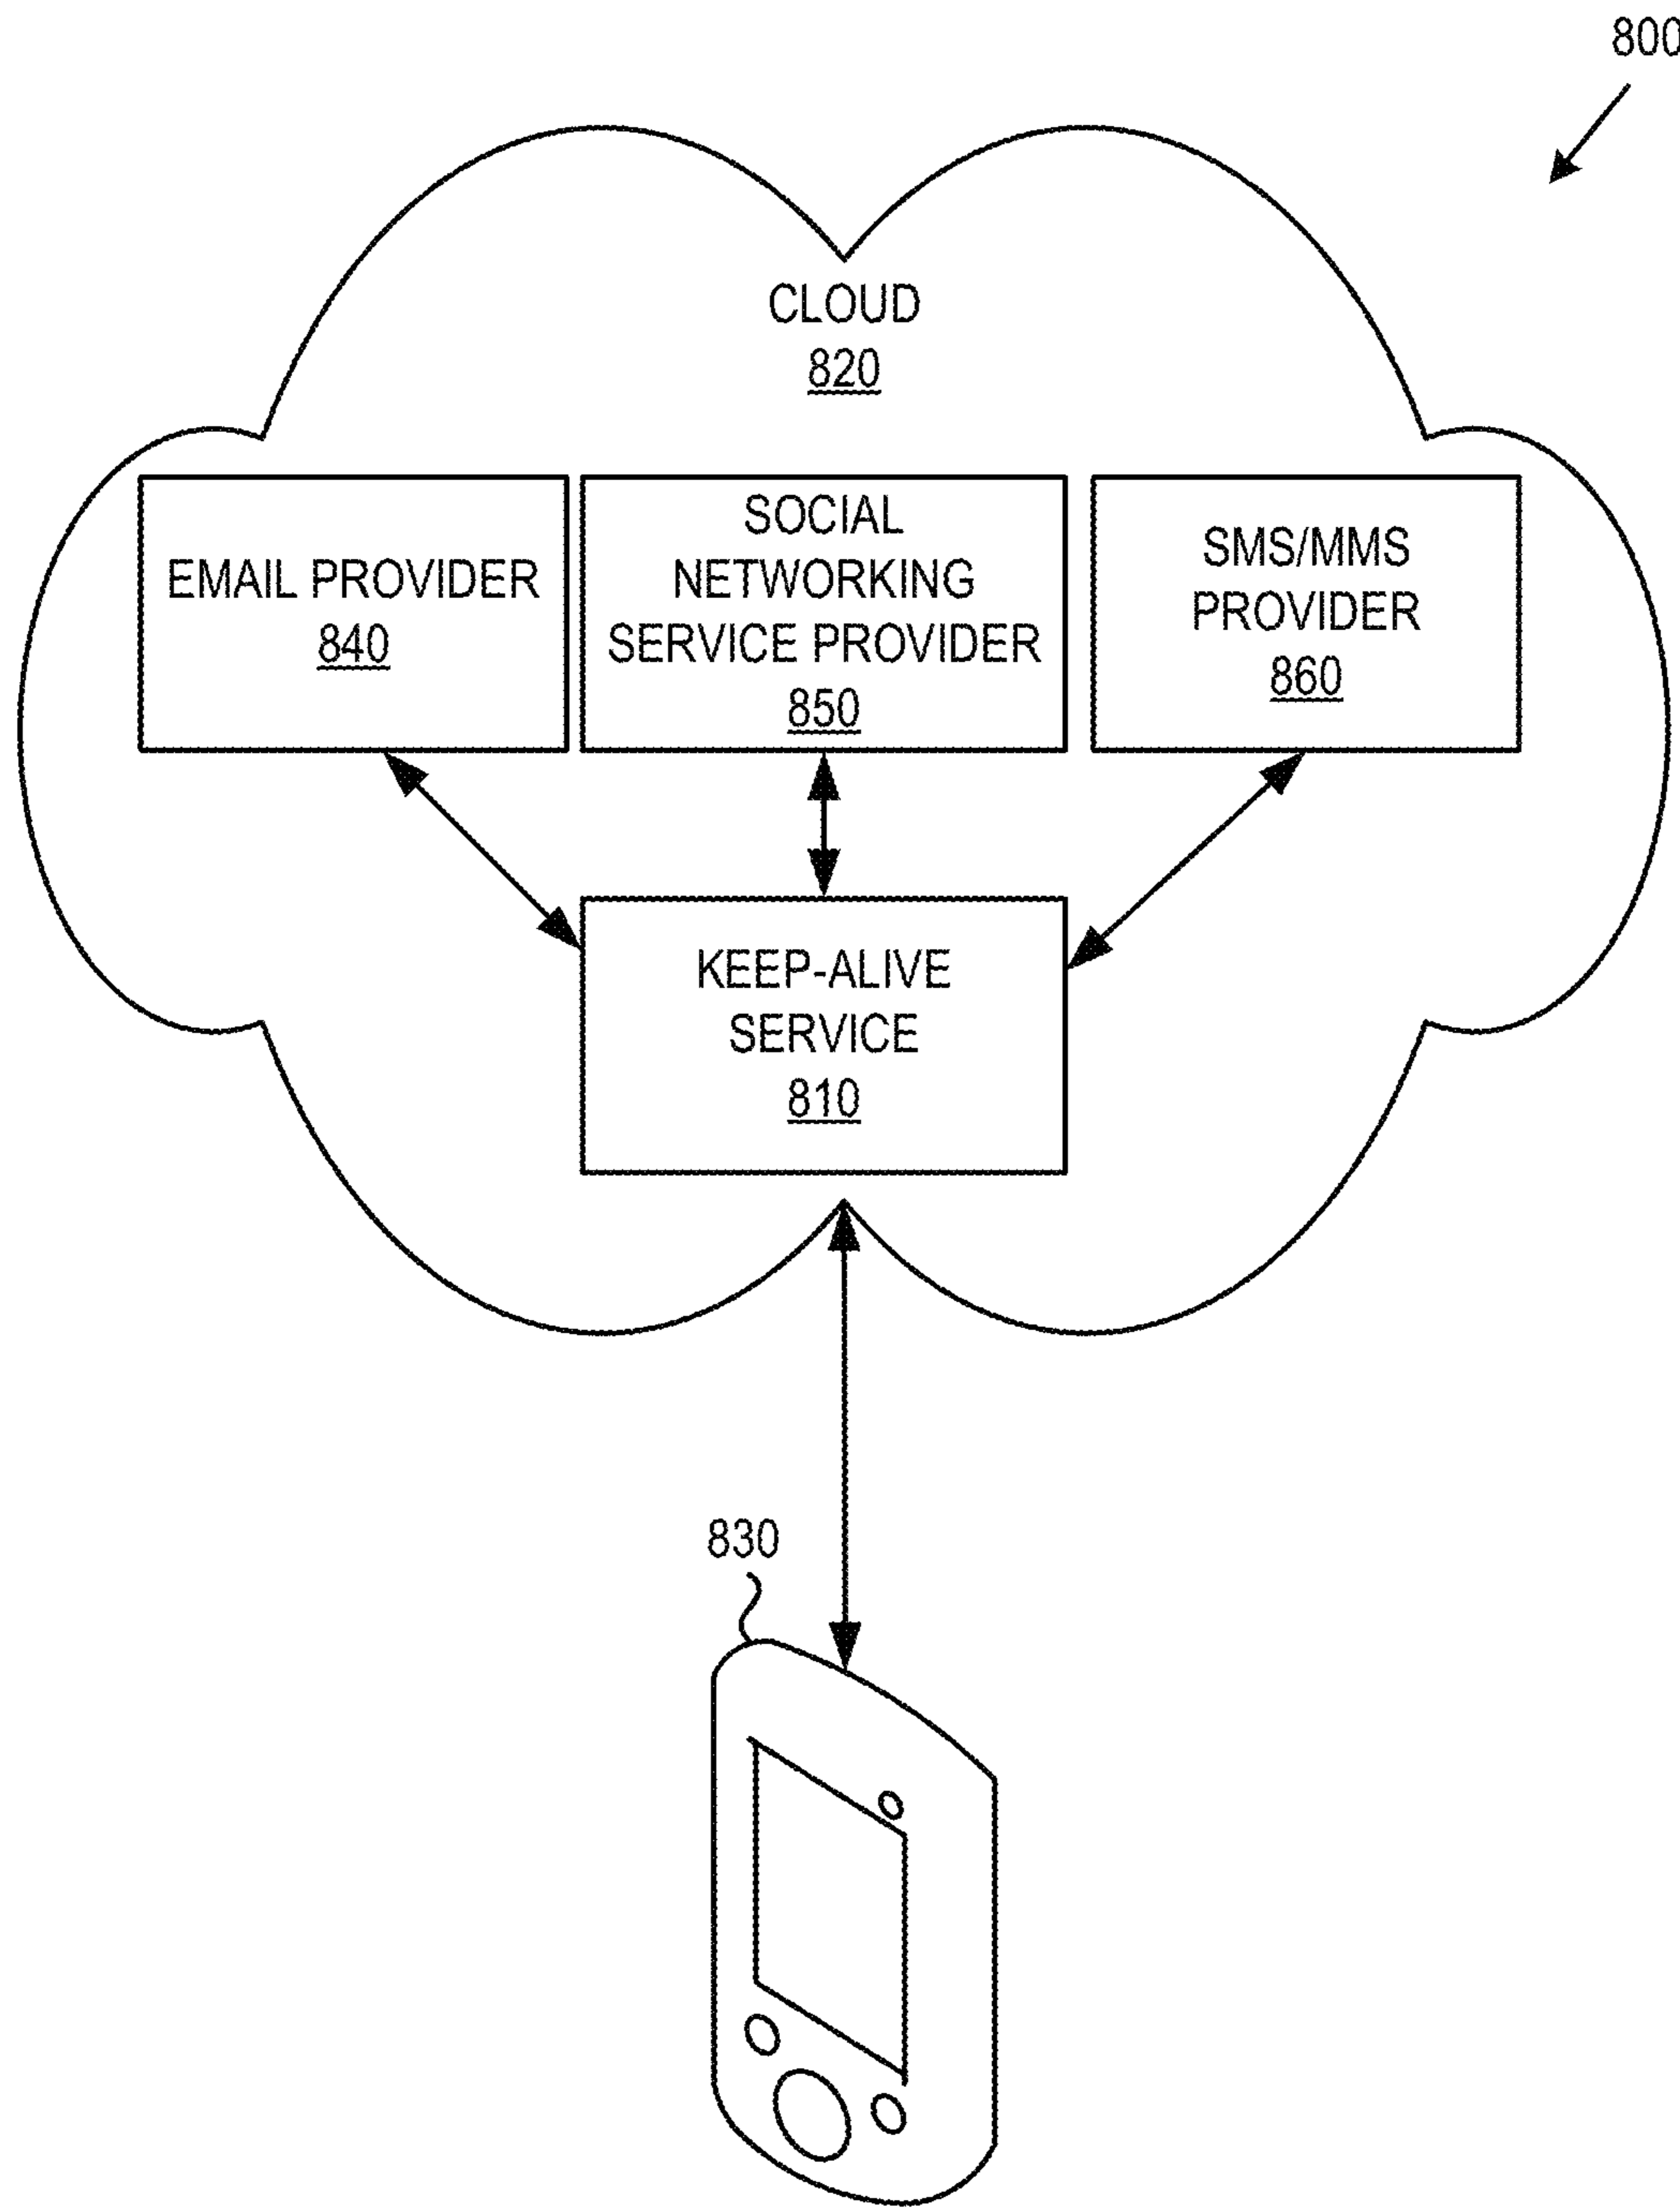 800
CLOUD
820
EMAIL PROVIDER
840
SOCIAL
NETWORKING
SERVICE PROVIDER
850
SMS/MMS
PROVIDER
860
KEEP-ALIVE
SERVICE
810
830